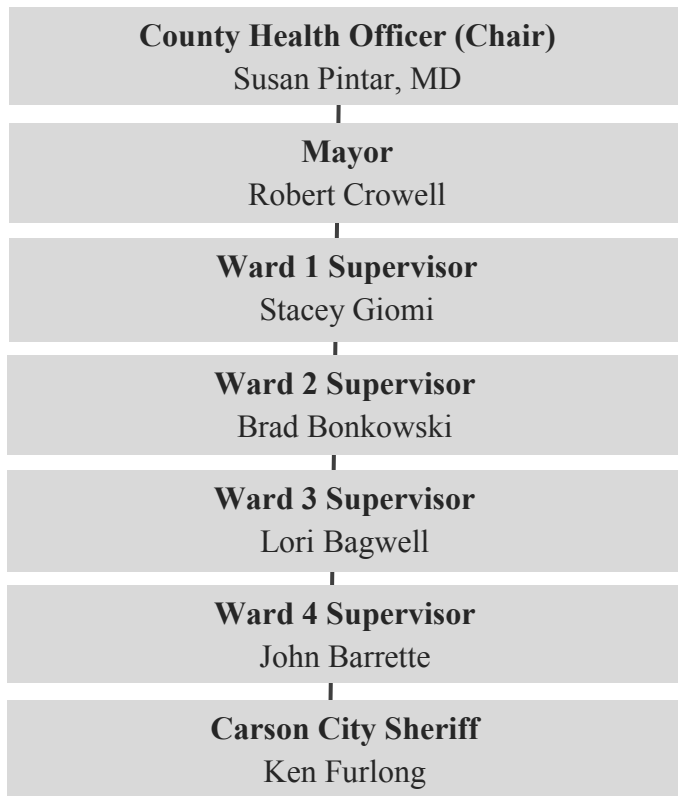 County Health Officer (Chair)
Susan Pintar, MD
Mayor
Robert Crowell
Ward 1 Supervisor
Stacey Giomi
Ward 2 Supervisor
Brad Bonkowski
Ward 3 Supervisor
Lori Bagwell
Ward 4 Supervisor
John Barrette
Carson City Sheriff
Ken Furlong